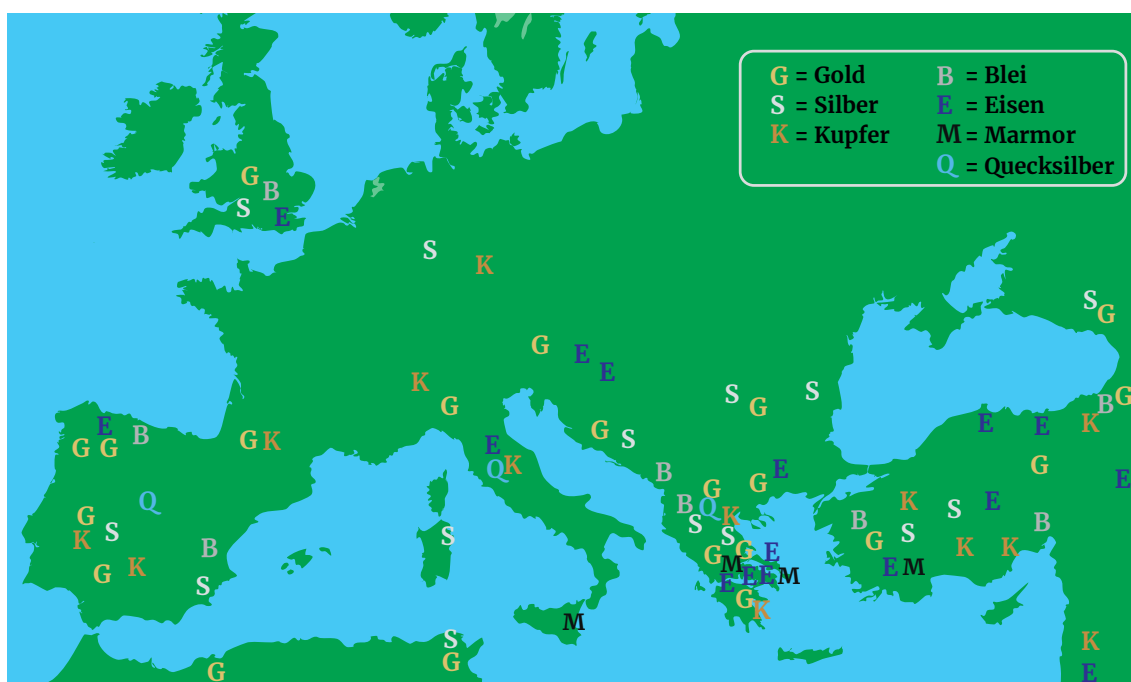 G = Gold
S = Silber
K = Kupfer
B = Blei
E = Eisen
M = Marmor
Q = Quecksilber
G
B
S
E
S
K
S
G
G
E
E
K
S
S
G
B
G
G
E
K
E
E
G
B
S
G K
E
G G
G
K
Q
E
B
E
G
G
Q
K
E
B
Q
S
G
K
B
B
S
S
S
S
S
K
G
B
K
K
G
E
G
M
K
E M
G
E E M
E
S
G
K
M
S
K
G
G
E